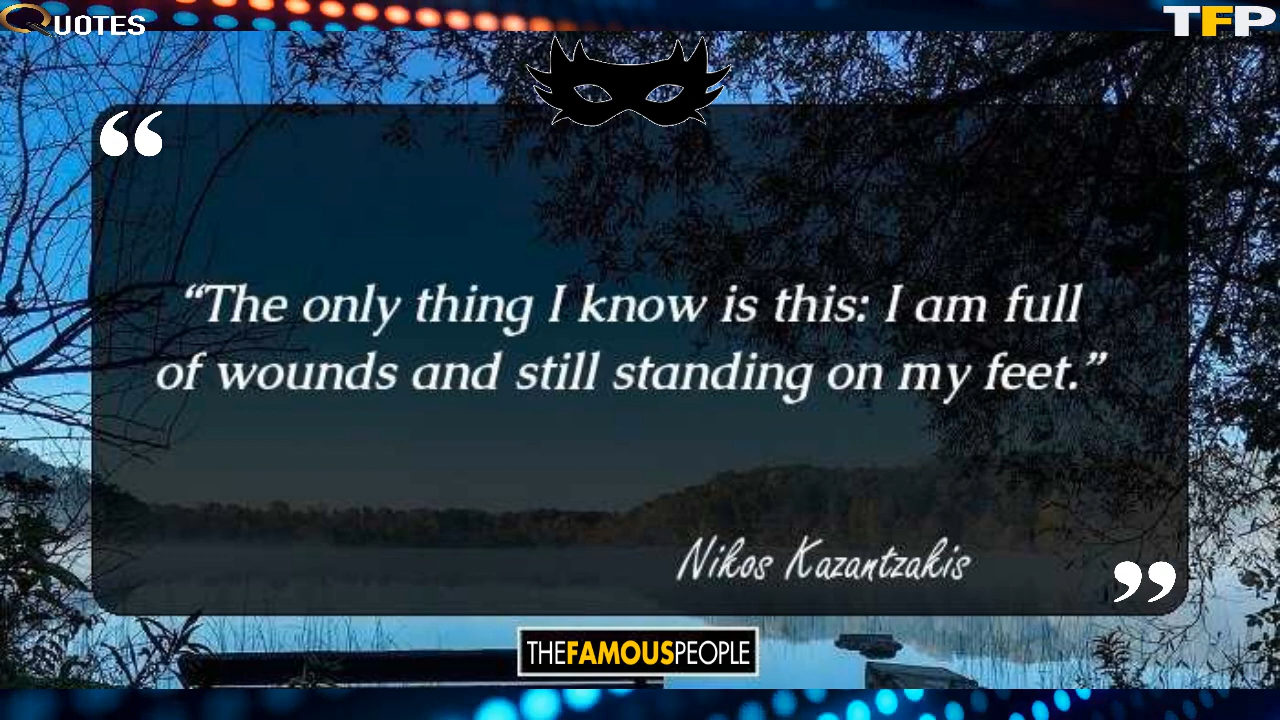 QUOTES
TFP
“The only thing I know is this: I am full
of wounds and still standing on my feet.”
Nikos Kazantzakis
THEFAMOUSPEOPLE